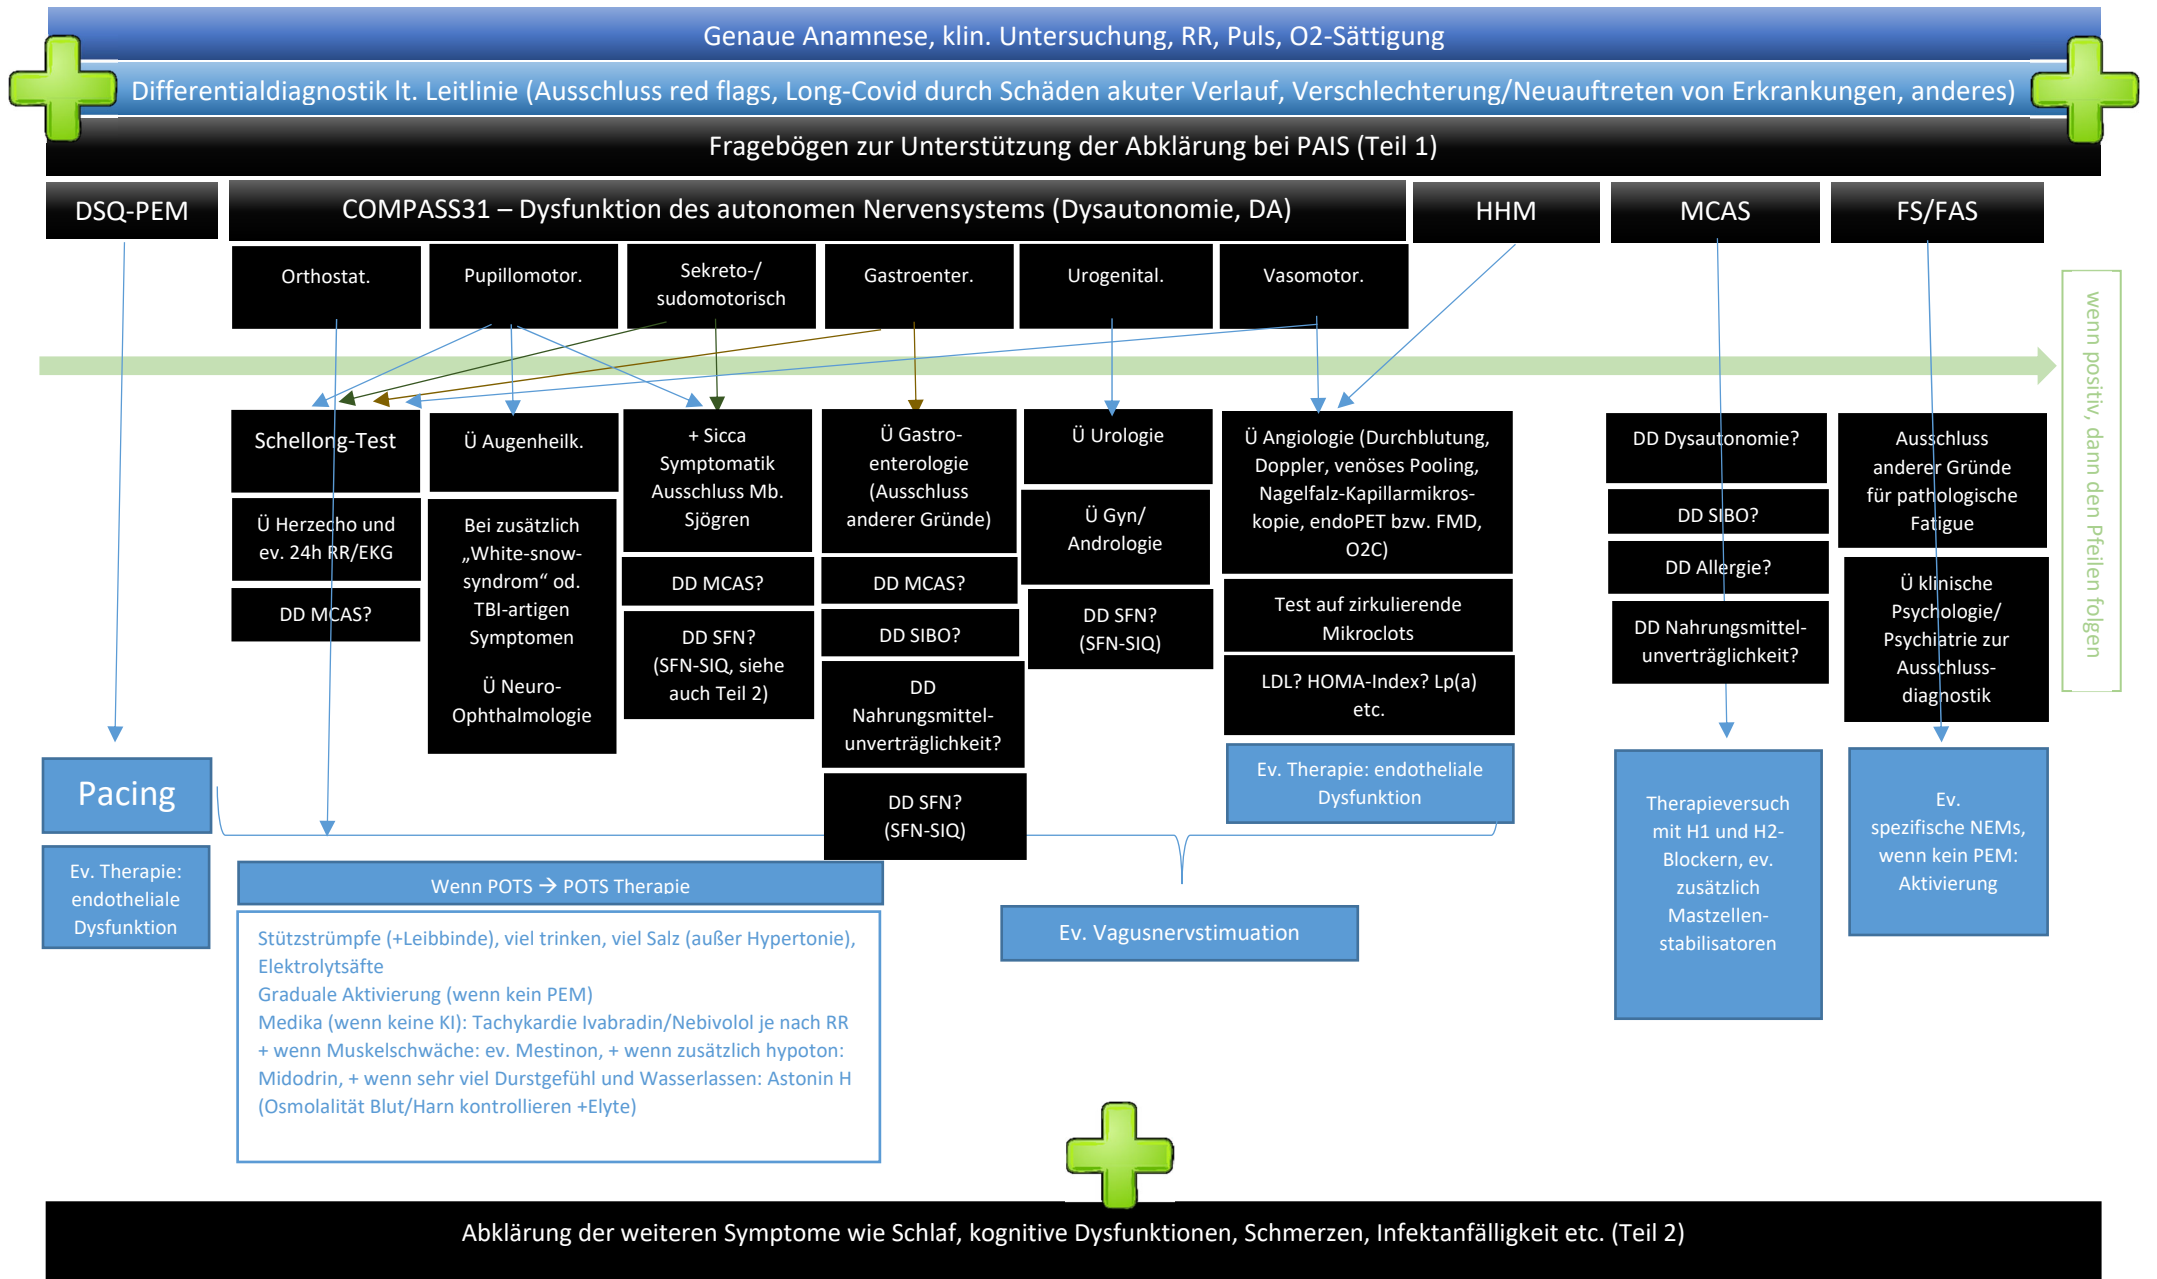 Genaue Anamnese, klin. Untersuchung, RR, Puls, O2-Sättigung
Differentialdiagnostik lt. Leitlinie (Ausschluss red flags, Long-Covid durch Schäden akuter Verlauf, Verschlechterung/Neuauftreten von Erkrankungen, anderes)
Fragebögen zur Unterstützung der Abklärung bei PAIS (Teil 1)
DSQ-PEM
COMPASS31 – Dysfunktion des autonomen Nervensystems (Dysautonomie, DA)
HHM
MCAS
FS/FAS
Orthostat.
Pupillomotor.
Sekreto-/
sudomotorisch
Gastroenter.
Urogenital.
Vasomotor.
wenn positiv, dann den Pfeilen folgen
Schellong-Test
Ü Herzecho und
ev. 24h RR/EKG
DD MCAS?
Ü Augenheilk.
Bei zusätzlich
„White-snow-
syndrom“ od.
TBI-artigen
Symptomen
Ü Neuro-
Ophthalmologie
+ Sicca
Symptomatik
Ausschluss Mb.
Sjögren
DD MCAS?
DD SFN?
(SFN-SIQ, siehe
auch Teil 2)
Ü Gastro-
enterologie
(Ausschluss
anderer Gründe)
DD MCAS?
DD SIBO?
DD
Nahrungsmittel-
unverträglichkeit?
DD SFN?
(SFN-SIQ)
Ü Urologie
Ü Gyn/
Andrologie
DD SFN?
(SFN-SIQ)
Ü Angiologie (Durchblutung,
Doppler, venöses Pooling,
Nagelfalz-Kapillarmikros-
kopie, endoPET bzw. FMD,
O2C)
Test auf zirkulierende
Mikroclots
LDL? HOMA-Index? Lp(a)
etc.
Ev. Therapie: endotheliale
Dysfunktion
DD Dysautonomie?
DD SIBO?
DD Allergie?
DD Nahrungsmittel-
unverträglichkeit?
Therapieversuch
mit H1 und H2-
Blockern, ev.
zusätzlich
Mastzellen-
stabilisatoren
Ausschluss
anderer Gründe
für pathologische
Fatigue
Ü klinische
Psychologie/
Psychiatrie zur
Ausschluss-
diagnostik
Ev.
spezifische NEMs,
wenn kein PEM:
Aktivierung
Pacing
Ev. Therapie:
endotheliale
Dysfunktion
Wenn POTS → POTS Therapie
Stützstrümpfe (+Leibbinde), viel trinken, viel Salz (außer Hypertonie),
Elektrolytsäfte
Graduale Aktivierung (wenn kein PEM)
Medika (wenn keine KI): Tachykardie Ivabradin/Nebivolol je nach RR
+ wenn Muskelschwäche: ev. Mestinon, + wenn zusätzlich hypoton:
Midodrin, + wenn sehr viel Durstgefühl und Wasserlassen: Astonin H
(Osmolalität Blut/Harn kontrollieren +Elyte)
Ev. Vagusnervstimuation
Abklärung der weiteren Symptome wie Schlaf, kognitive Dysfunktionen, Schmerzen, Infektanfälligkeit etc. (Teil 2)